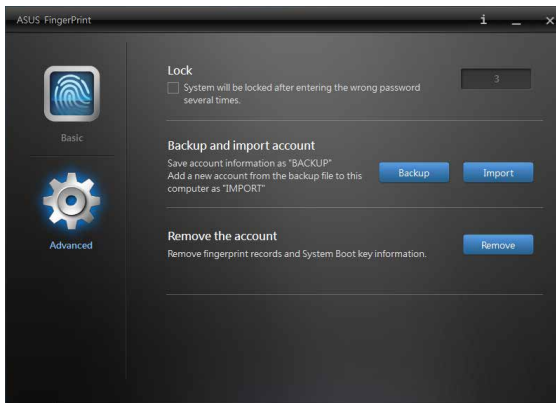 ASUS FingerPrint
i
Basic
Advanced
Lock
System will be locked after entering the wrong password
several times.
3
Backup and import account
Save account information as "BACKUP"
Add a new account from the backup file to this
computer as "IMPORT"
Backup
Import
Remove the account
Remove fingerprint records and System Boot key information.
Remove